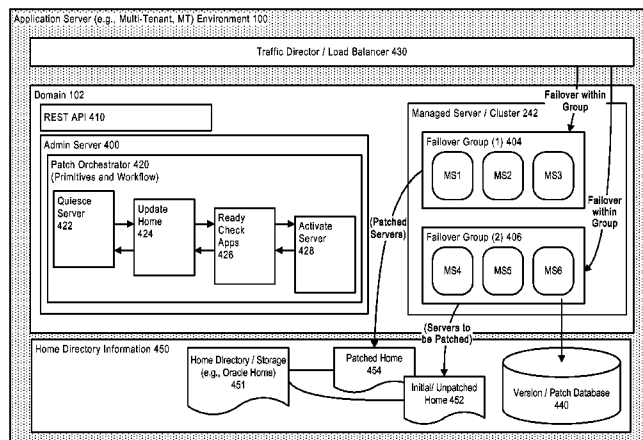 Application Server (e.g., Multi-Tenant, MT) Environment 100
Traffic Director / Load Balancer 430
Domain 102
REST API 410
Failover within
Group
Managed Server / Cluster 242
Admin Server 400
Patch Orchestrator 420
(Primitives and Workflow)
Quiesce
Server
422
Update
Home
424
Ready
Check
Apps
426
Activate
Server
428
Failover Group (1) 404
MS1
MS2
MS3
(Patched
Servers)
Failover
within
Group
Failover Group (2) 406
MS4
MS5
MS6
(Servers to
be Patched)
Home Directory Information 450
Home Directory / Storage
(e.g., Oracle Home)
451
Patched Home
454
Initial/ Unpatched
Home 452
Version / Patch Database
440